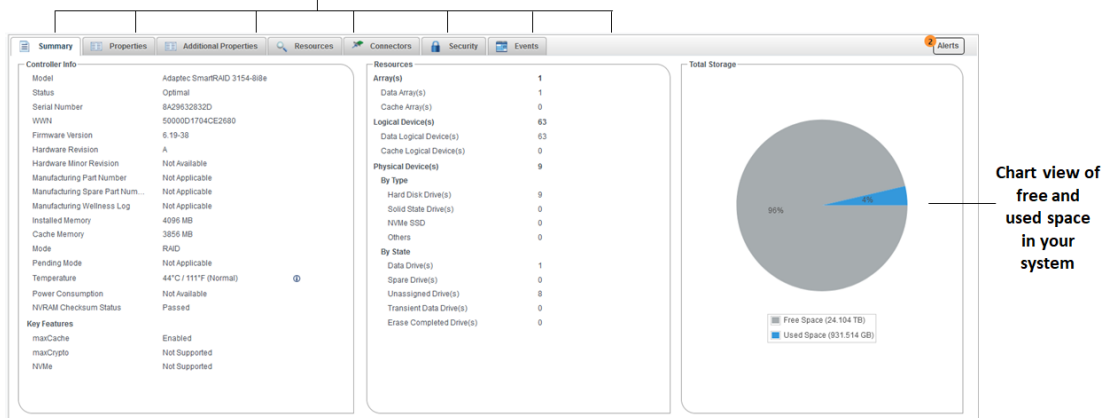 Summary Properties Additional Properties Resources Connectors Security Events 2 Alerts
Controller Info
Model Adaptec SmartRAID 3154-8i8e
Status Optimal
Serial Number 8A29632832D
WWN 50000D1704CE2680
Firmware Version 6.19-38
Hardware Revision A
Hardware Minor Revision Not Available
Manufacturing Part Number Not Applicable
Manufacturing Spare Part Num... Not Applicable
Manufacturing Wellness Log Not Applicable
Installed Memory 4096 MB
Cache Memory 3856 MB
Mode RAID
Pending Mode Not Applicable
Temperature 44°C / 111°F (Normal)
Power Consumption Not Available
NVRAM Checksum Status Passed
Key Features
maxCache Enabled
maxCrypto Not Supported
NVMe Not Supported
Resources
Array(s) 1
Data Array(s) 1
Cache Array(s) 0
Logical Device(s) 63
Data Logical Device(s) 63
Cache Logical Device(s) 0
Physical Device(s) 9
By Type
Hard Disk Drive(s) 9
Solid State Drive(s) 0
NVMe SSD 0
Others 0
By State
Data Drive(s) 1
Spare Drive(s) 0
Unassigned Drive(s) 8
Transient Data Drive(s) 0
Erase Completed Drive(s) 0
Total Storage
96%
4%
Free Space (24.104 TB)
Used Space (931.514 GB)
Chart view of
free and
used space
in your
system